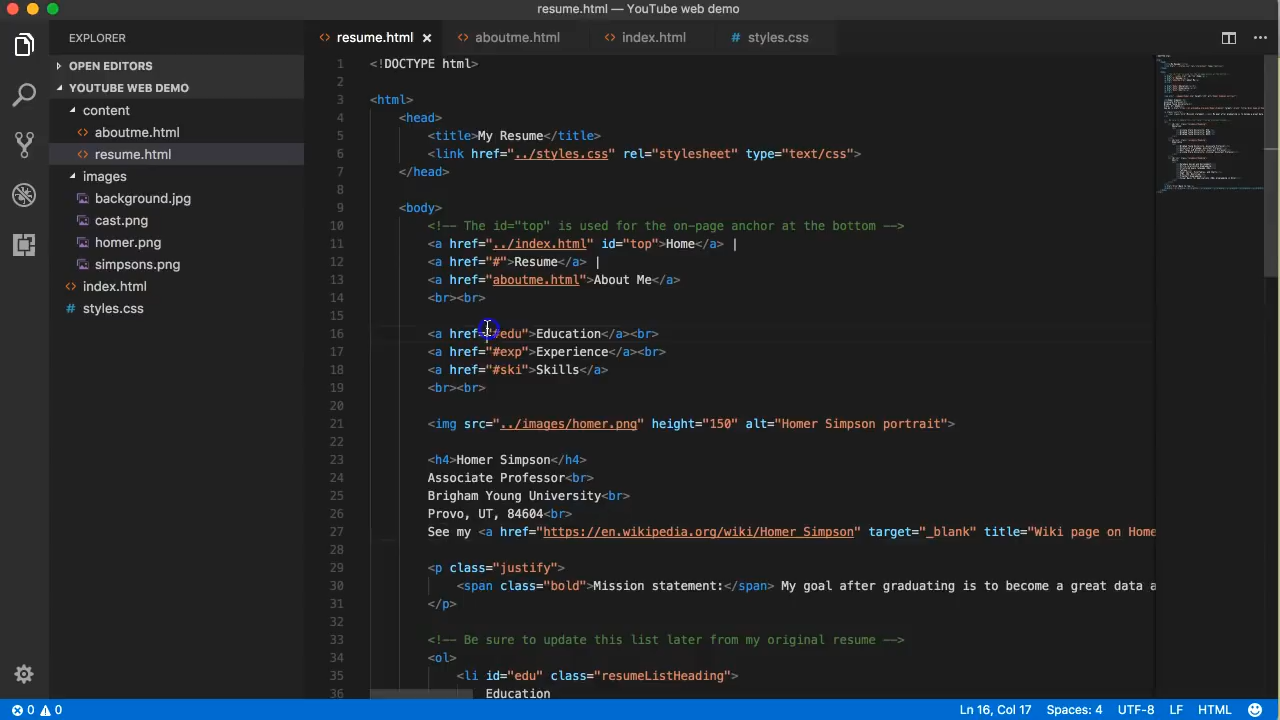 resume.html — YouTube web demo
EXPLORER
OPEN EDITORS
YOUTUBE WEB DEMO
content
aboutme.html
resume.html
images
background.jpg
cast.png
homer.png
simpsons.png
index.html
styles.css
resume.html aboutme.html index.html styles.css
1 <!DOCTYPE html>
2
3 <html>
4 <head>
5 <title>My Resume</title>
6 <link href="../styles.css" rel="stylesheet" type="text/css">
7 </head>
8
9 <body>
10 <!-- The id="top" is used for the on-page anchor at the bottom -->
11 <a href="../index.html" id="top">Home</a> |
12 <a href="#">Resume</a> |
13 <a href="aboutme.html">About Me</a>
14 <br><br>
15
16 <a href="#edu">Education</a><br>
17 <a href="#exp">Experience</a><br>
18 <a href="#ski">Skills</a>
19 <br><br>
20
21 <img src="../images/homer.png" height="150" alt="Homer Simpson portrait">
22
23 <h4>Homer Simpson</h4>
24 Associate Professor<br>
25 Brigham Young University<br>
26 Provo, UT, 84604<br>
27 See my <a href="https://en.wikipedia.org/wiki/Homer_Simpson" target="_blank" title="Wiki page on Home
28
29 <p class="justify">
30 <span class="bold">Mission statement:</span> My goal after graduating is to become a great data a
31 </p>
32
33 <!-- Be sure to update this list later from my original resume -->
34 <ol>
35 <li id="edu" class="resumeListHeading">
36 Education
0 0 Ln 16, Col 17 Spaces: 4 UTF-8 LF HTML